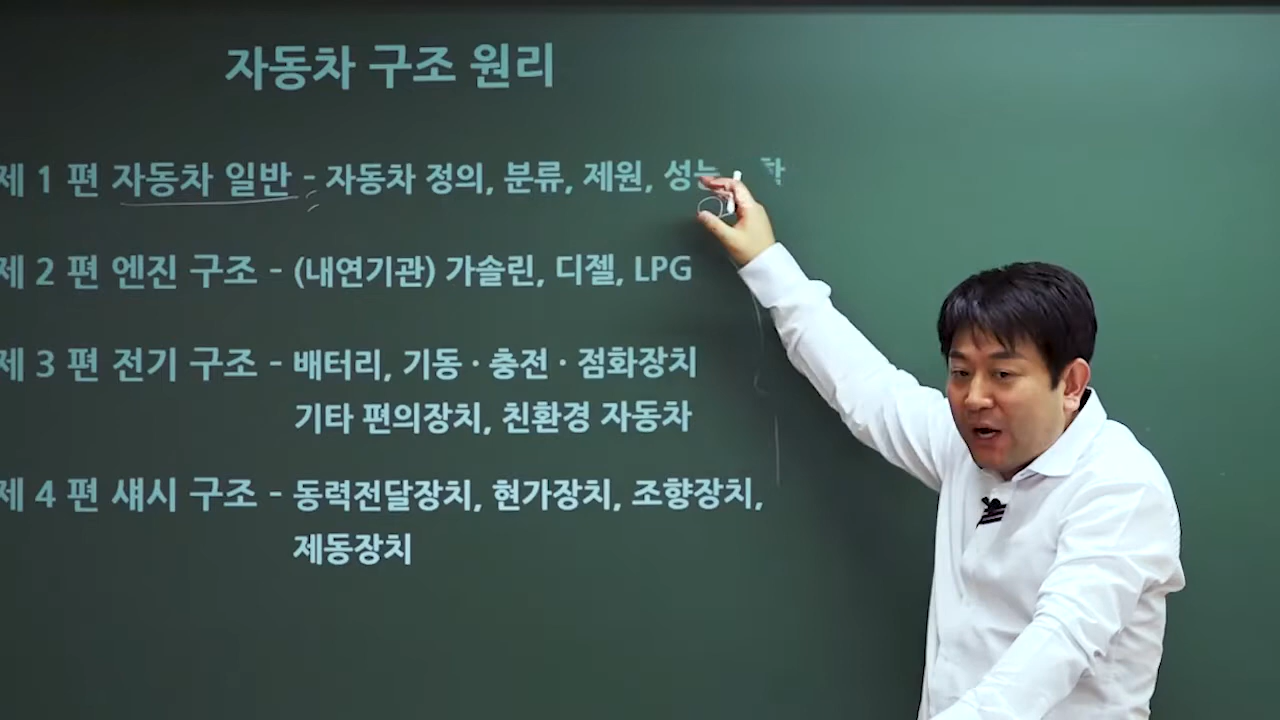 자동차 구조 원리
제 1 편 자동차 일반 - 자동차 정의, 분류, 제원,
제 2 편 엔진 구조 - (내연기관) 가솔린, 디젤, LPG
제 3 편 전기 구조 - 배터리, 기동 · 충전 · 점화장치
기타 편의장치, 친환경 자동차
제 4 편 섀시 구조 - 동력전달장치, 현가장치, 조향장치,
제동장치